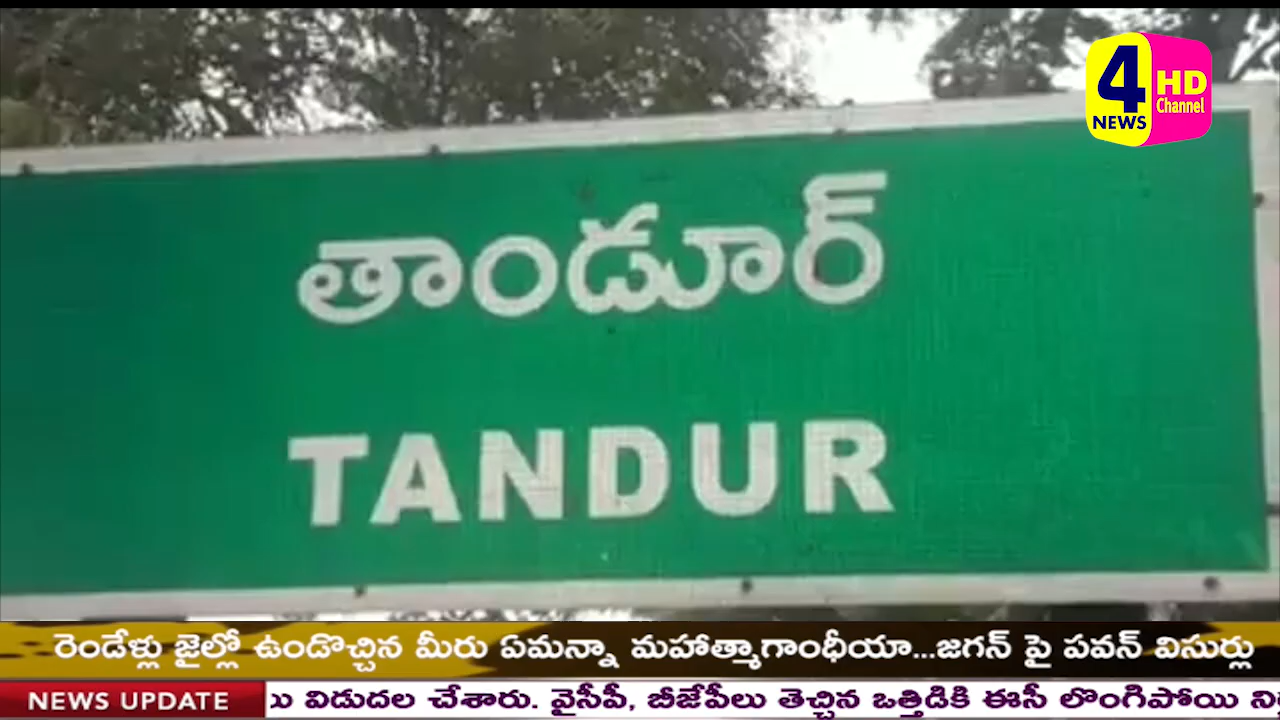 4 HD
NEWS Channel
తాండూర్
TANDUR
రెండేళ్లు జైల్లో ఉండొచ్చిన మీరు ఏమన్నా మహాత్మాగాంధీయా...జగన్ పై పవన్ విసుర్లు
NEWS UPDATE విడుదల చేశారు. వైసీపీ, బీజేపీలు తెచ్చిన ఒత్తిడికి ఈసీ లొంగిపోయి